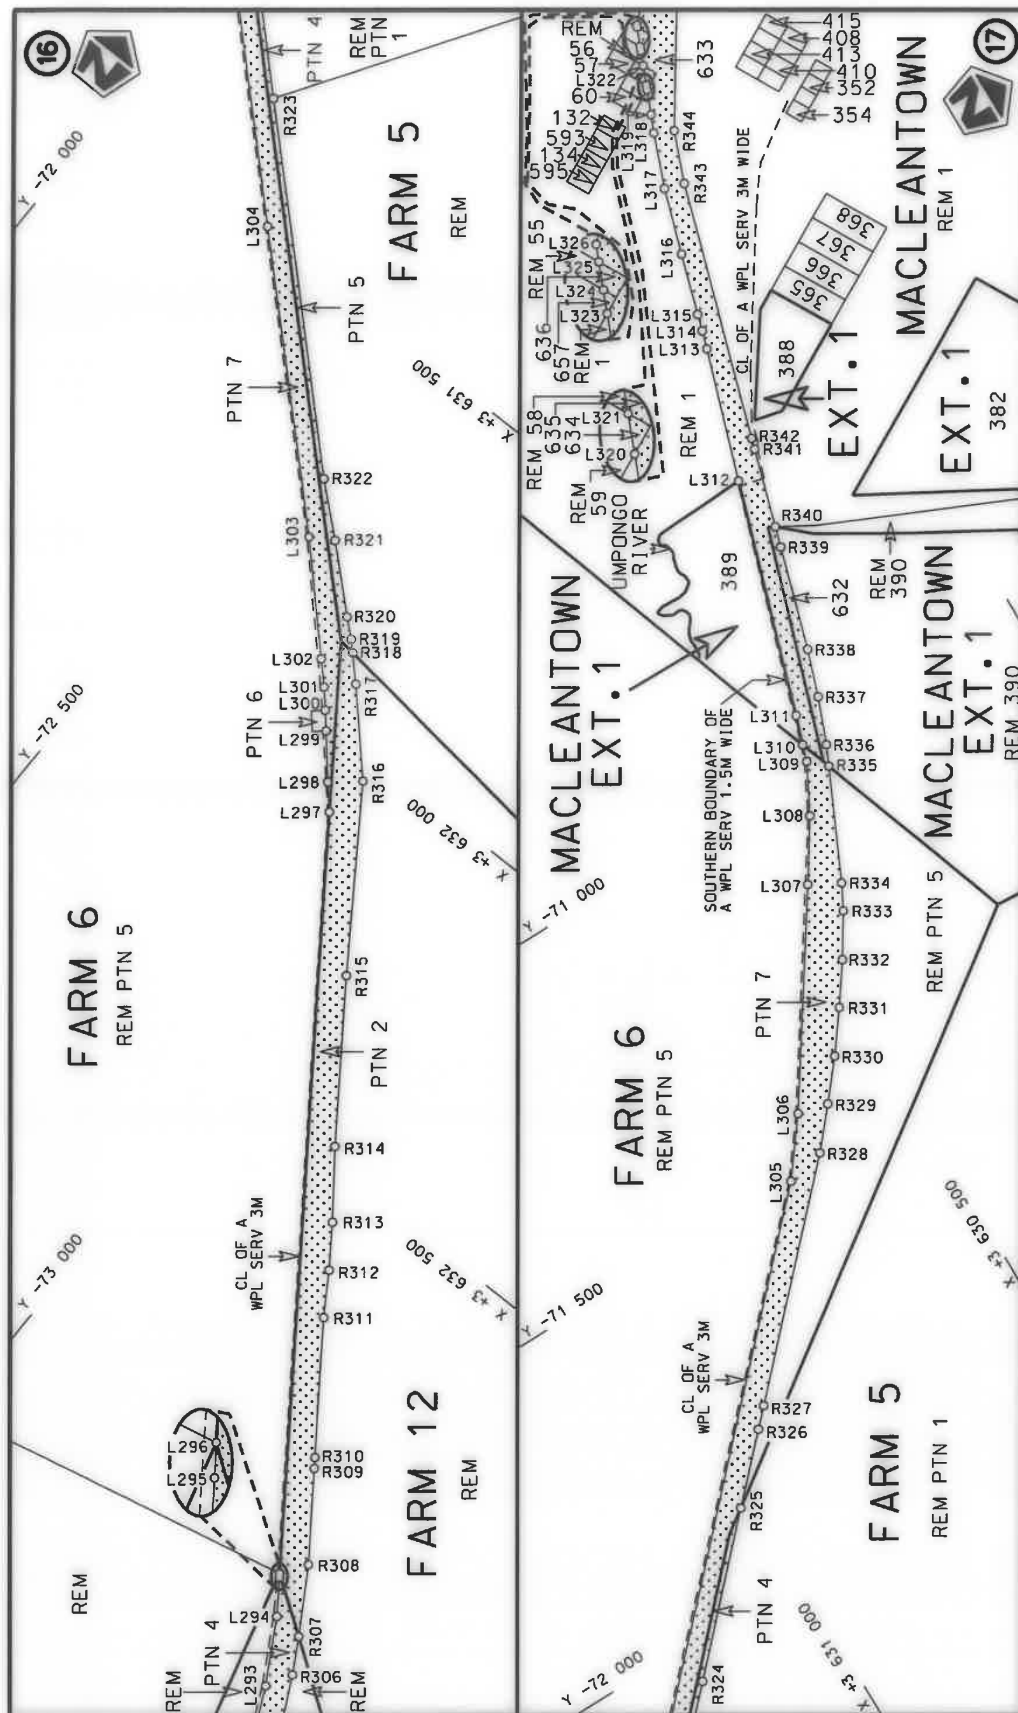 16
PTN 4
REM
PTN
1
R323
Y -72 000
FARM 5
REM
L304
PTN 5
PTN 7
X +3 631 500
R322
L303
R321
R320
R319
R318
L302
L301
R317
L300
PTN 6
L299
Y -72 500
L298
R316
L297
X +3 632 000
FARM 6
REM PTN 5
R315
PTN 2
R314
CL OF A
WPL SERV 3M
R313
R312
X +3 632 500
Y -73 000
R311
L296
L295
R310
R309
FARM 12
REM
R308
REM
L294
PTN 4
R307
R306
L293
REM
REM
17
REM
56
57
L322
60
132
593
134
595
L319
L318
L317
633
R344
R343
415
408
413
410
352
354
CL OF A WPL SERV 3M WIDE
MACLEANTOWN
REM 1
368
367
366
365
L316
REM 55
L326
L325
L324
L323
636
657
REM
1
L315
L314
L313
388
EXT.1
EXT.1
382
REM 58
635
634
L321
L320
REM
59
REM 1
R342
R341
L312
UMPONGO
RIVER
389
R340
R339
632
REM
390
MACLEANTOWN
EXT.1
MACLEANTOWN
EXT.1
REM 390
R338
R337
L311
L310
L309
R336
R335
SOUTHERN BOUNDARY OF
A WPL SERV 1.5M WIDE
L308
L307
R334
R333
Y -71 000
R332
REM PTN 5
PTN 7
R331
R330
FARM 6
REM PTN 5
L306
R329
R328
L305
X +3 630 500
Y -71 500
CL OF A
WPL SERV 3M
R327
R326
FARM 5
REM PTN 1
R325
PTN 4
X +3 631 000
Y -72 000
R324